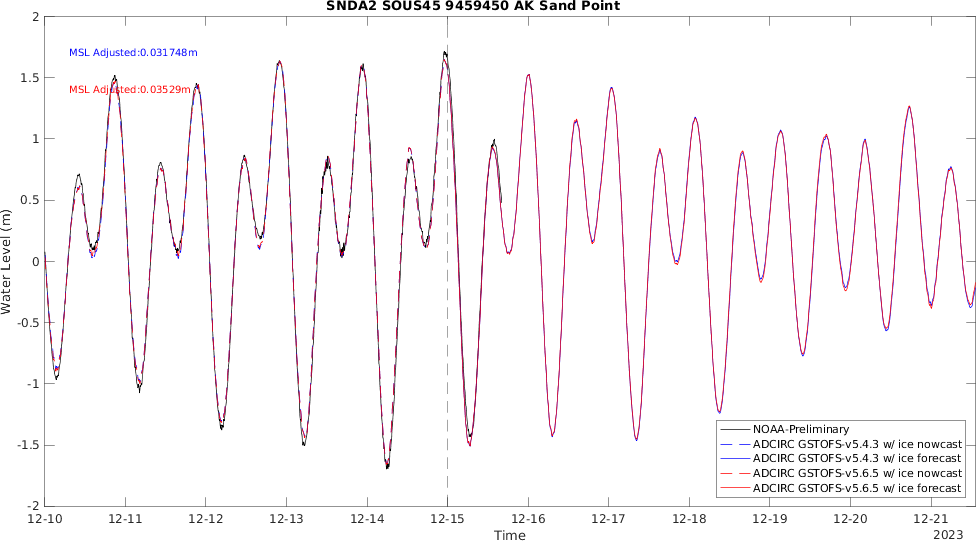 SNDA2 SOUS45 9459450 AK Sand Point
2
1.5
1
0.5
0
-0.5
-1
-1.5
-2
Water Level (m)
MSL Adjusted:0.031748m
MSL Adjusted:0.03529m
NOAA-Preliminary
ADCIRC GSTOFS-v5.4.3 w/ ice nowcast
ADCIRC GSTOFS-v5.4.3 w/ ice forecast
ADCIRC GSTOFS-v5.6.5 w/ ice nowcast
ADCIRC GSTOFS-v5.6.5 w/ ice forecast
12-10 12-11 12-12 12-13 12-14 12-15 12-16 12-17 12-18 12-19 12-20 12-21
2023
Time